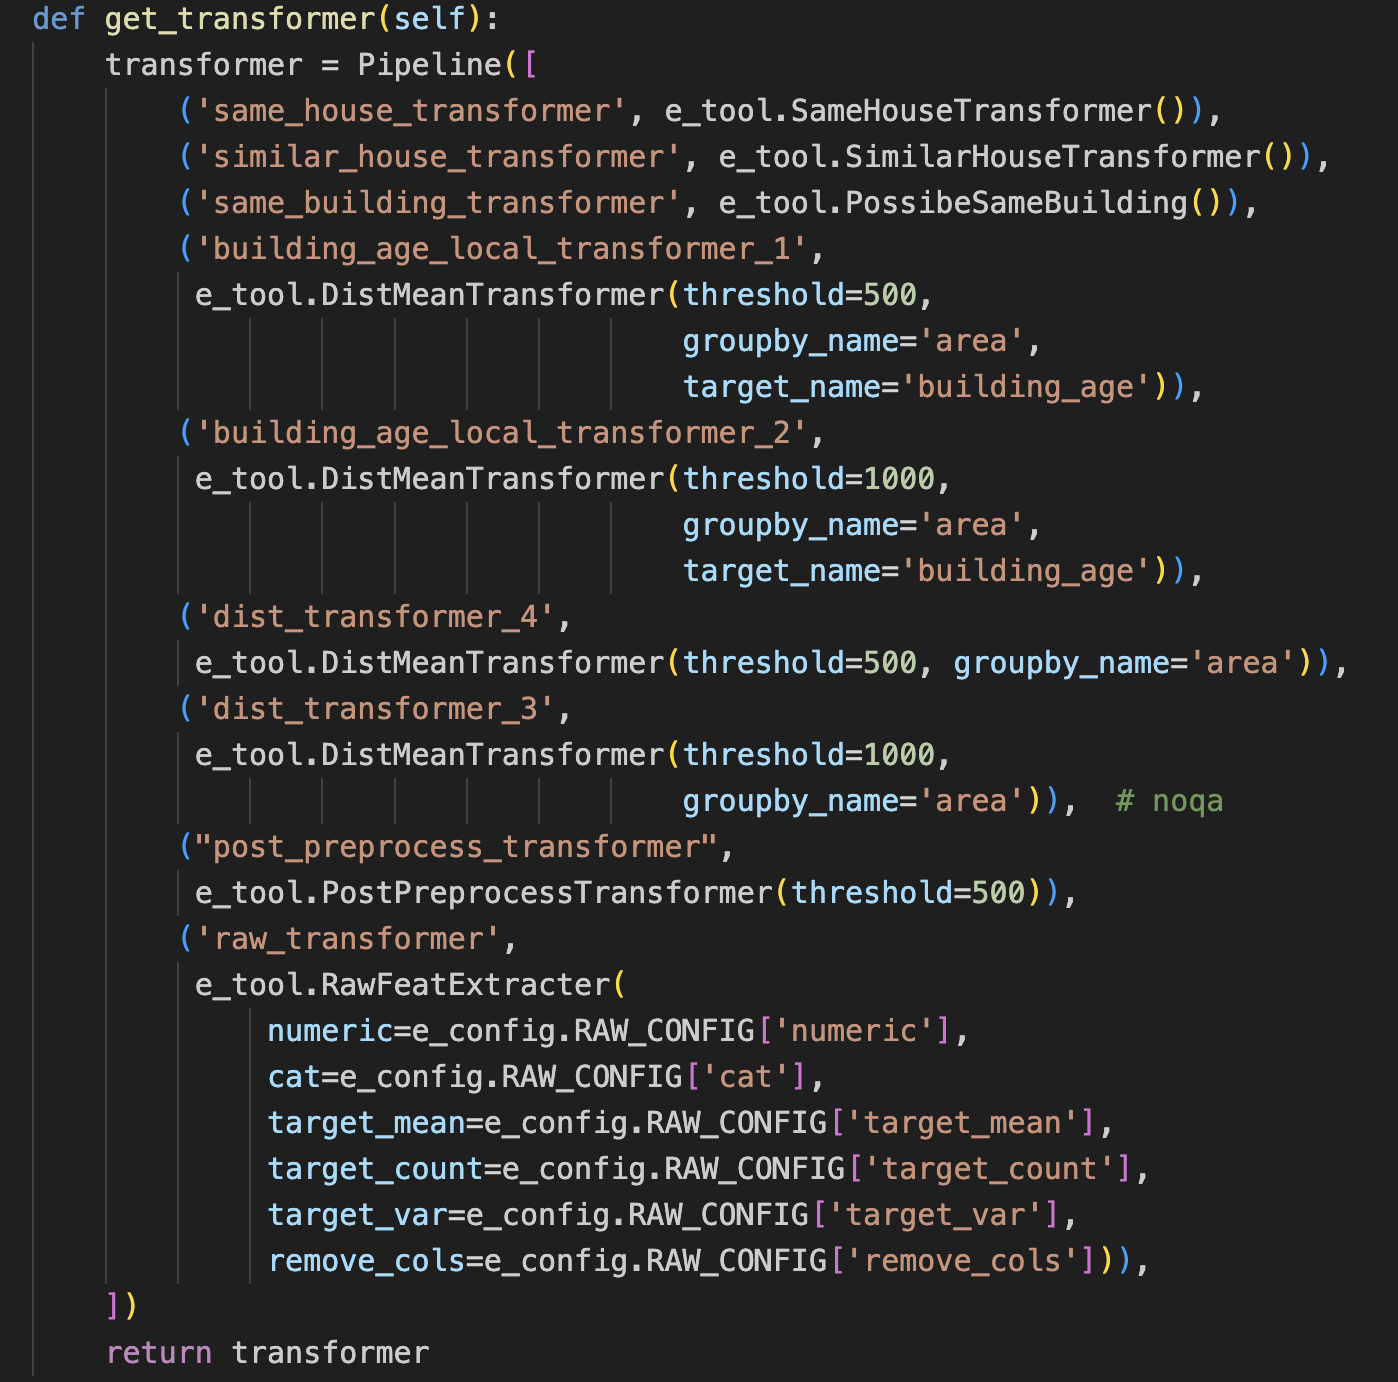 def get_transformer(self):
    transformer = Pipeline([
        ('same_house_transformer', e_tool.SameHouseTransformer()),
        ('similar_house_transformer', e_tool.SimilarHouseTransformer()),
        ('same_building_transformer', e_tool.PossibeSameBuilding()),
        ('building_age_local_transformer_1',
         e_tool.DistMeanTransformer(threshold=500,
                                    groupby_name='area',
                                    target_name='building_age')),
        ('building_age_local_transformer_2',
         e_tool.DistMeanTransformer(threshold=1000,
                                    groupby_name='area',
                                    target_name='building_age')),
        ('dist_transformer_4',
         e_tool.DistMeanTransformer(threshold=500, groupby_name='area')),
        ('dist_transformer_3',
         e_tool.DistMeanTransformer(threshold=1000,
                                    groupby_name='area')),  # noqa
        ("post_preprocess_transformer",
         e_tool.PostPreprocessTransformer(threshold=500)),
        ('raw_transformer',
         e_tool.RawFeatExtracter(
             numeric=e_config.RAW_CONFIG['numeric'],
             cat=e_config.RAW_CONFIG['cat'],
             target_mean=e_config.RAW_CONFIG['target_mean'],
             target_count=e_config.RAW_CONFIG['target_count'],
             target_var=e_config.RAW_CONFIG['target_var'],
             remove_cols=e_config.RAW_CONFIG['remove_cols'])),
    ])
    return transformer